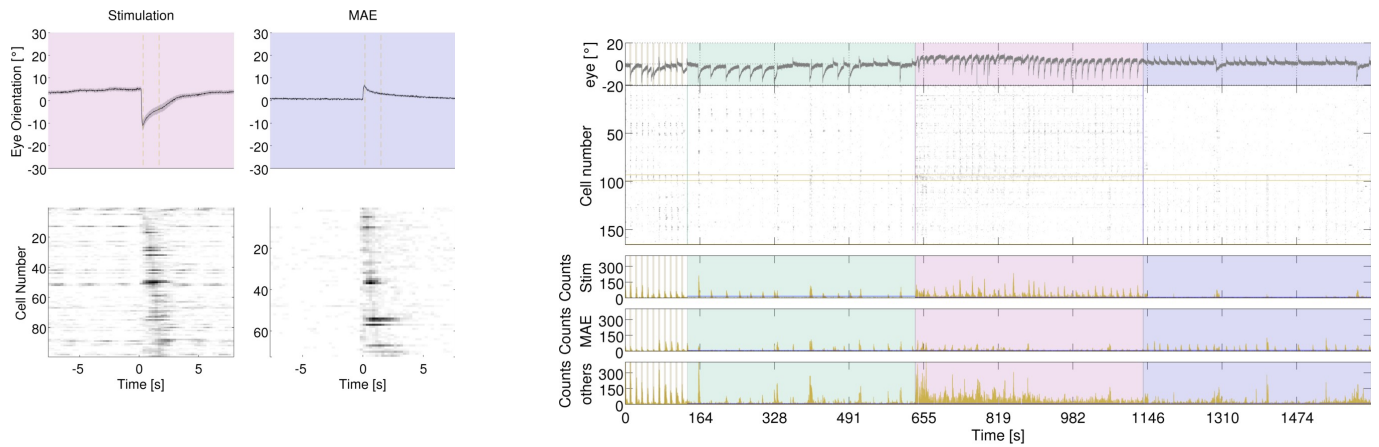 Stimulation
MAE
30
20
10
0
-10
-20
-30
Eye Orientation [°]
30
20
10
0
-10
-20
-30
20
40
60
80
Cell Number
-5
0
5
Time [s]
20
40
60
-5
0
5
Time [s]
20
0
-20
eye [°]
50
100
150
Cell number
300
150
0
Counts
Stim
300
150
0
Counts
MAE
300
150
0
Counts
others
0 164 328 491 655 819 982 1146 1310 1474
Time [s]